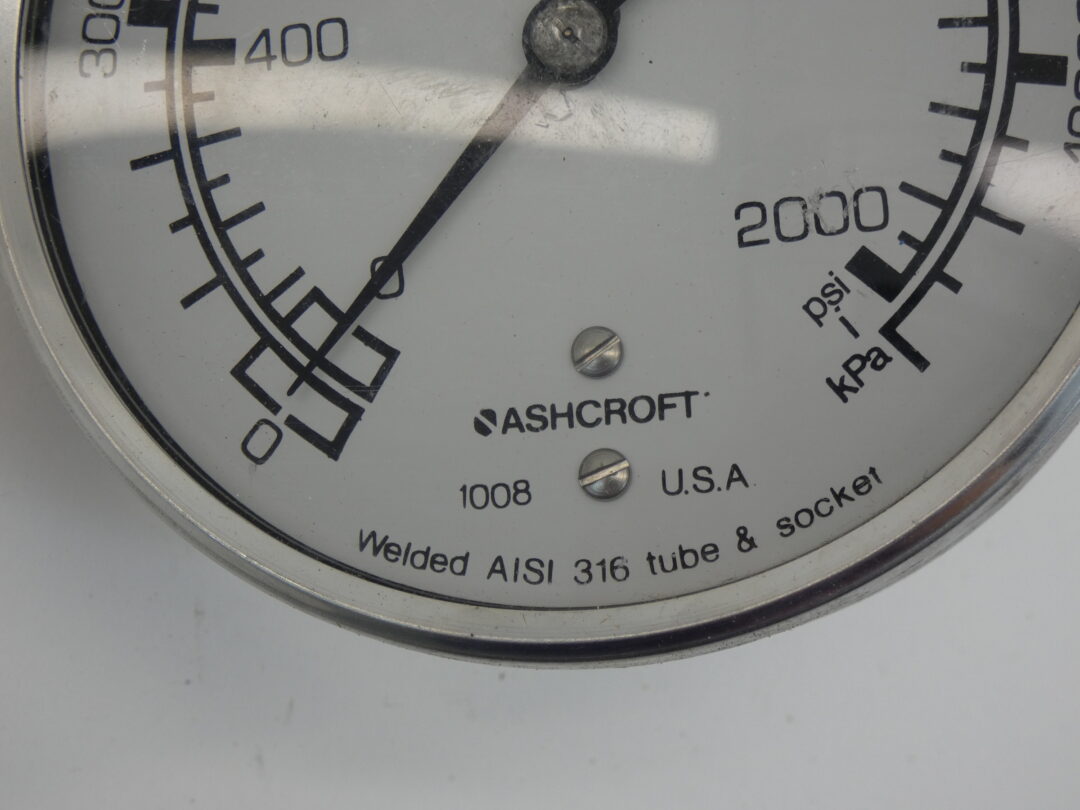 400
2000
0
psi
kPa
0
ASHCROFT
1008 U.S.A.
Welded AISI 316 tube & socket